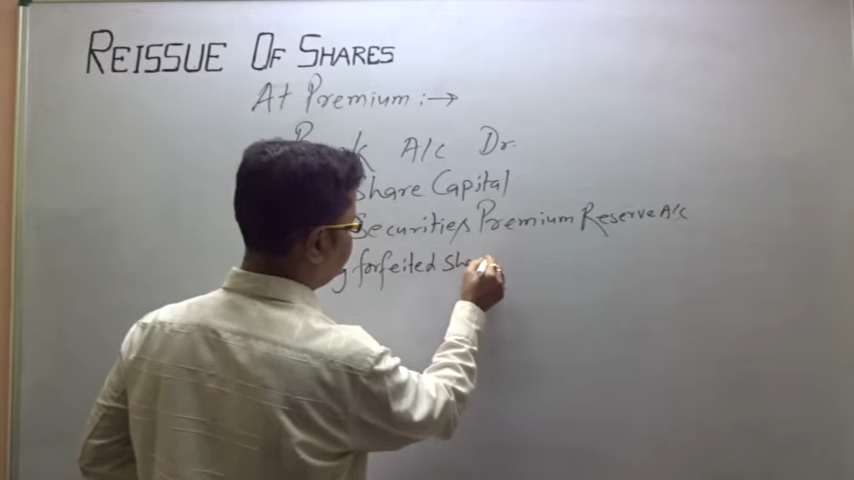 REISSUE OF SHARES
At Premium :→
A/c Dr.
Share Capital
Securities Premium Reserve A/c
forfeited